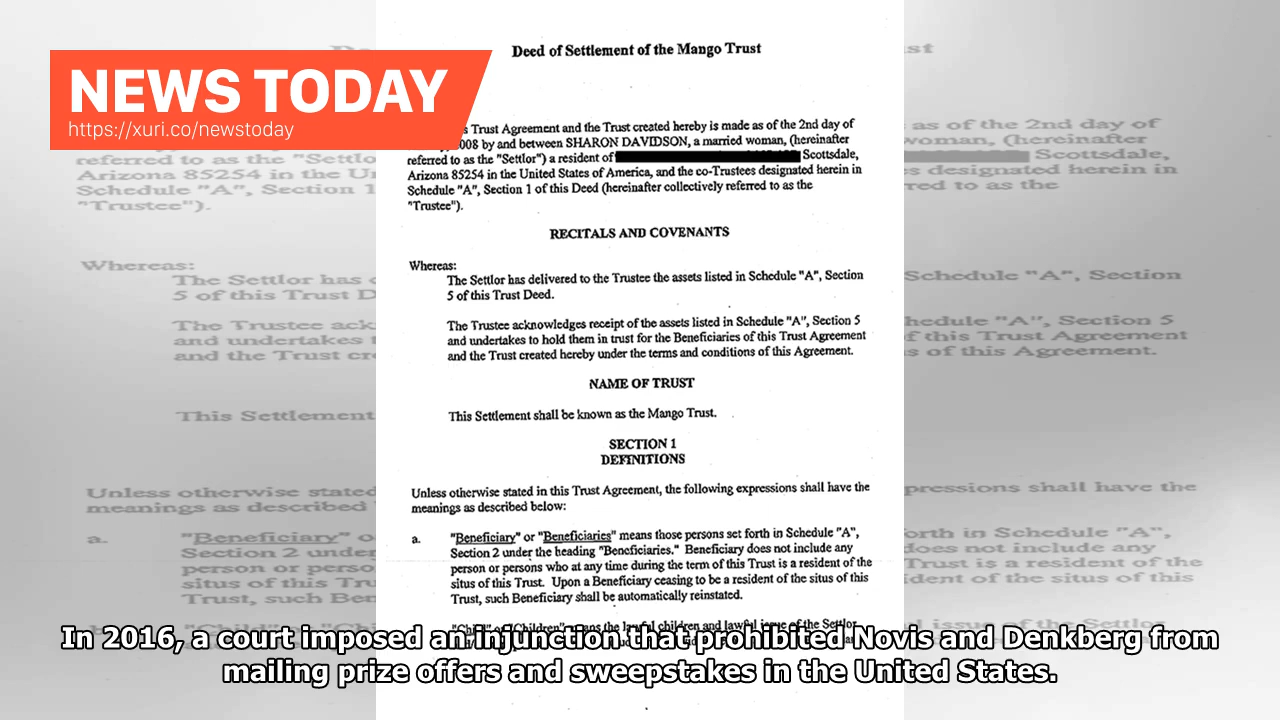 Deed of Settlement of the Mango Trust
NEWS TODAY
https://xuri.co/newstoday
Trust Agreement and the Trust created hereby is made as of the 2nd day of
008 by and between SHARON DAVIDSON, a married woman, (hereinafter
referred to as the "Settlor") a resident of Scottsdale,
Arizona 85254 in the United States of America, and the co-Trustees designated herein in
Schedule "A", Section 1 of this Deed (hereinafter collectively referred to as the
"Trustee").
RECITALS AND COVENANTS
Whereas:
The Settlor has delivered to the Trustee the assets listed in Schedule "A", Section
5 of this Trust Deed.
The Trustee acknowledges receipt of the assets listed in Schedule "A", Section 5
and undertakes to hold them in trust for the Beneficiaries of this Trust Agreement
and the Trust created hereby under the terms and conditions of this Agreement.
NAME OF TRUST
This Settlement shall be known as the Mango Trust.
SECTION 1
DEFINITIONS
Unless otherwise stated in this Trust Agreement, the following expressions shall have the
meanings as described below:
a. "Beneficiary" or "Beneficiaries" means those persons set forth in Schedule "A",
Section 2 under the heading "Beneficiaries." Beneficiary does not include any
person or persons who at any time during the term of this Trust is a resident of the
situs of this Trust. Upon a Beneficiary ceasing to be a resident of the situs of this
Trust, such Beneficiary shall be automatically reinstated.
"Child" or "Children" means the lawful children and lawful issue of the Settlor
In 2016, a court imposed an injunction that prohibited Novis and Denkberg from
mailing prize offers and sweepstakes in the United States.